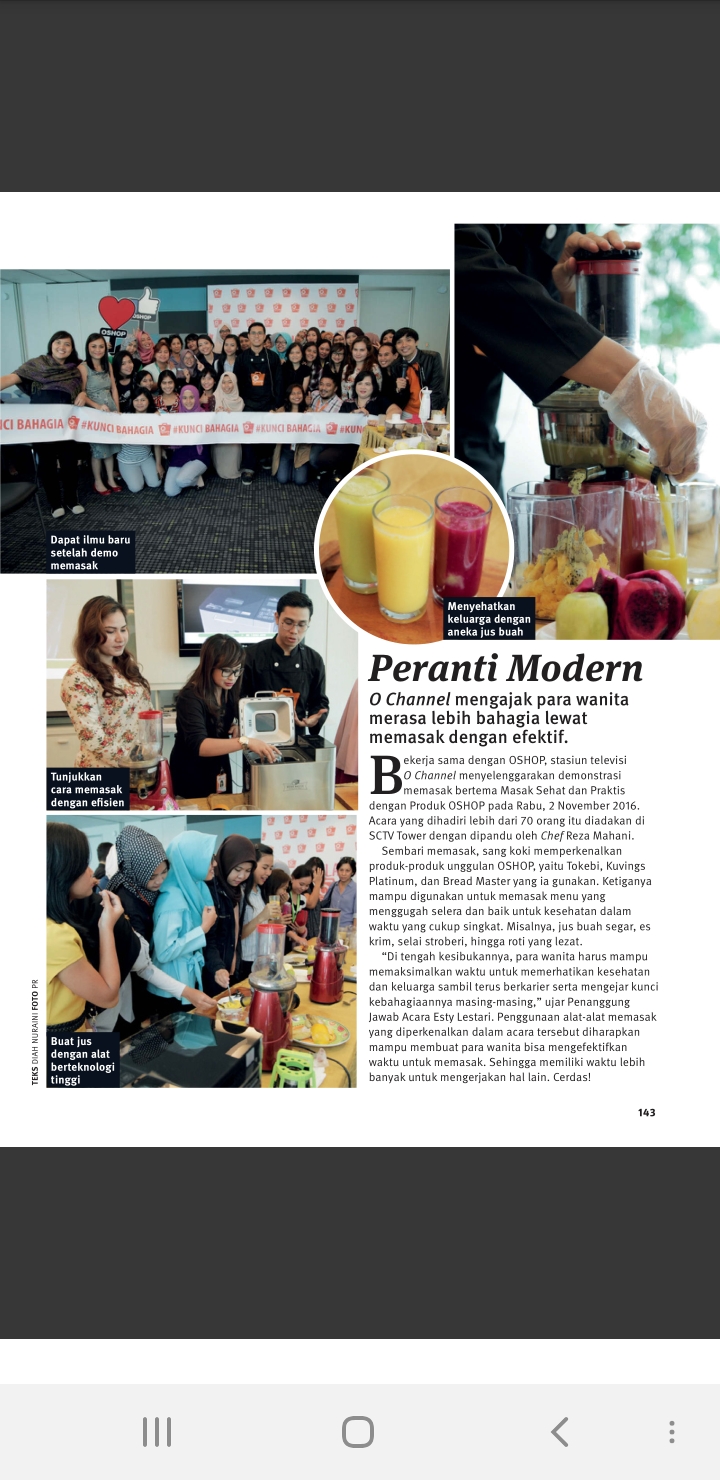 OSHOP
OSHOP
NCI BAHAGIA #KUNCI BAHAGIA #KUNCI BAHAGIA #KUNCI BAHAGIA #KUN
Dapat ilmu baru
setelah demo
memasak
Menyehatkan
keluarga dengan
aneka jus buah
Tunjukkan
cara memasak
dengan efisien
Buat jus
dengan alat
berteknologi
tinggi
TEKS DIAH NURAINI FOTO PR
Peranti Modern
O Channel mengajak para wanita
merasa lebih bahagia lewat
memasak dengan efektif.
Bekerja sama dengan OSHOP, stasiun televisi
O Channel menyelenggarakan demonstrasi
memasak bertema Masak Sehat dan Praktis
dengan Produk OSHOP pada Rabu, 2 November 2016.
Acara yang dihadiri lebih dari 70 orang itu diadakan di
SCTV Tower dengan dipandu oleh Chef Reza Mahani.
Sembari memasak, sang koki memperkenalkan
produk-produk unggulan OSHOP, yaitu Tokebi, Kuvings
Platinum, dan Bread Master yang ia gunakan. Ketiganya
mampu digunakan untuk memasak menu yang
menggugah selera dan baik untuk kesehatan dalam
waktu yang cukup singkat. Misalnya, jus buah segar, es
krim, selai stroberi, hingga roti yang lezat.
“Di tengah kesibukannya, para wanita harus mampu
memaksimalkan waktu untuk memerhatikan kesehatan
dan keluarga sambil terus berkarier serta mengejar kunci
kebahagiaannya masing-masing,” ujar Penanggung
Jawab Acara Esty Lestari. Penggunaan alat-alat memasak
yang diperkenalkan dalam acara tersebut diharapkan
mampu membuat para wanita bisa mengefektifkan
waktu untuk memasak. Sehingga memiliki waktu lebih
banyak untuk mengerjakan hal lain. Cerdas!
143